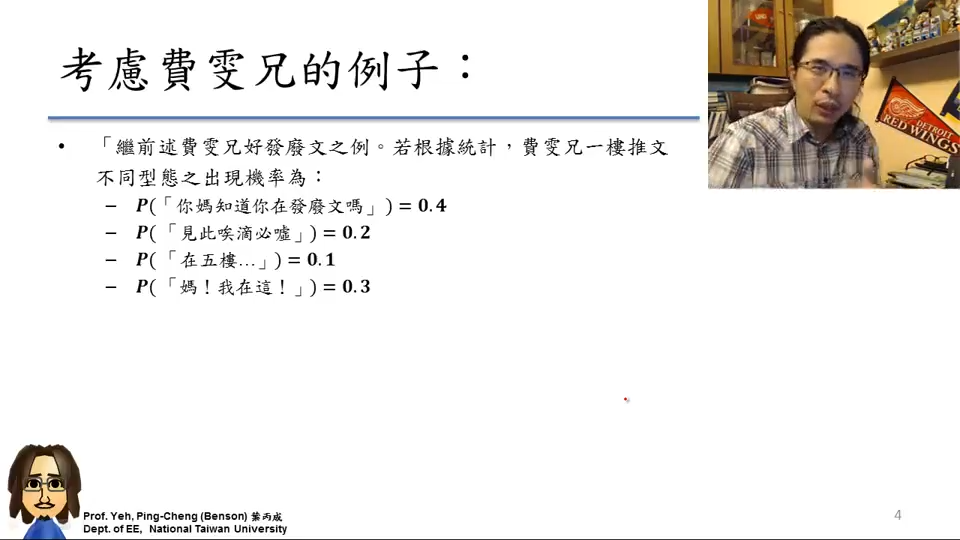 考慮費雯兄的例子：
• 「繼前述費雯兄好發廢文之例。若根據統計，費雯兄一樓推文
不同型態之出現機率為：
– P(「你媽知道你在發廢文嗎」) = 0.4
– P( 「見此唉滴必噓」) = 0.2
– P( 「在五樓…」) = 0.1
– P( 「媽！我在這！」) = 0.3
DETROIT
RED WINGS
Prof. Yeh, Ping-Cheng (Benson) 葉丙成
Dept. of EE, National Taiwan University
4